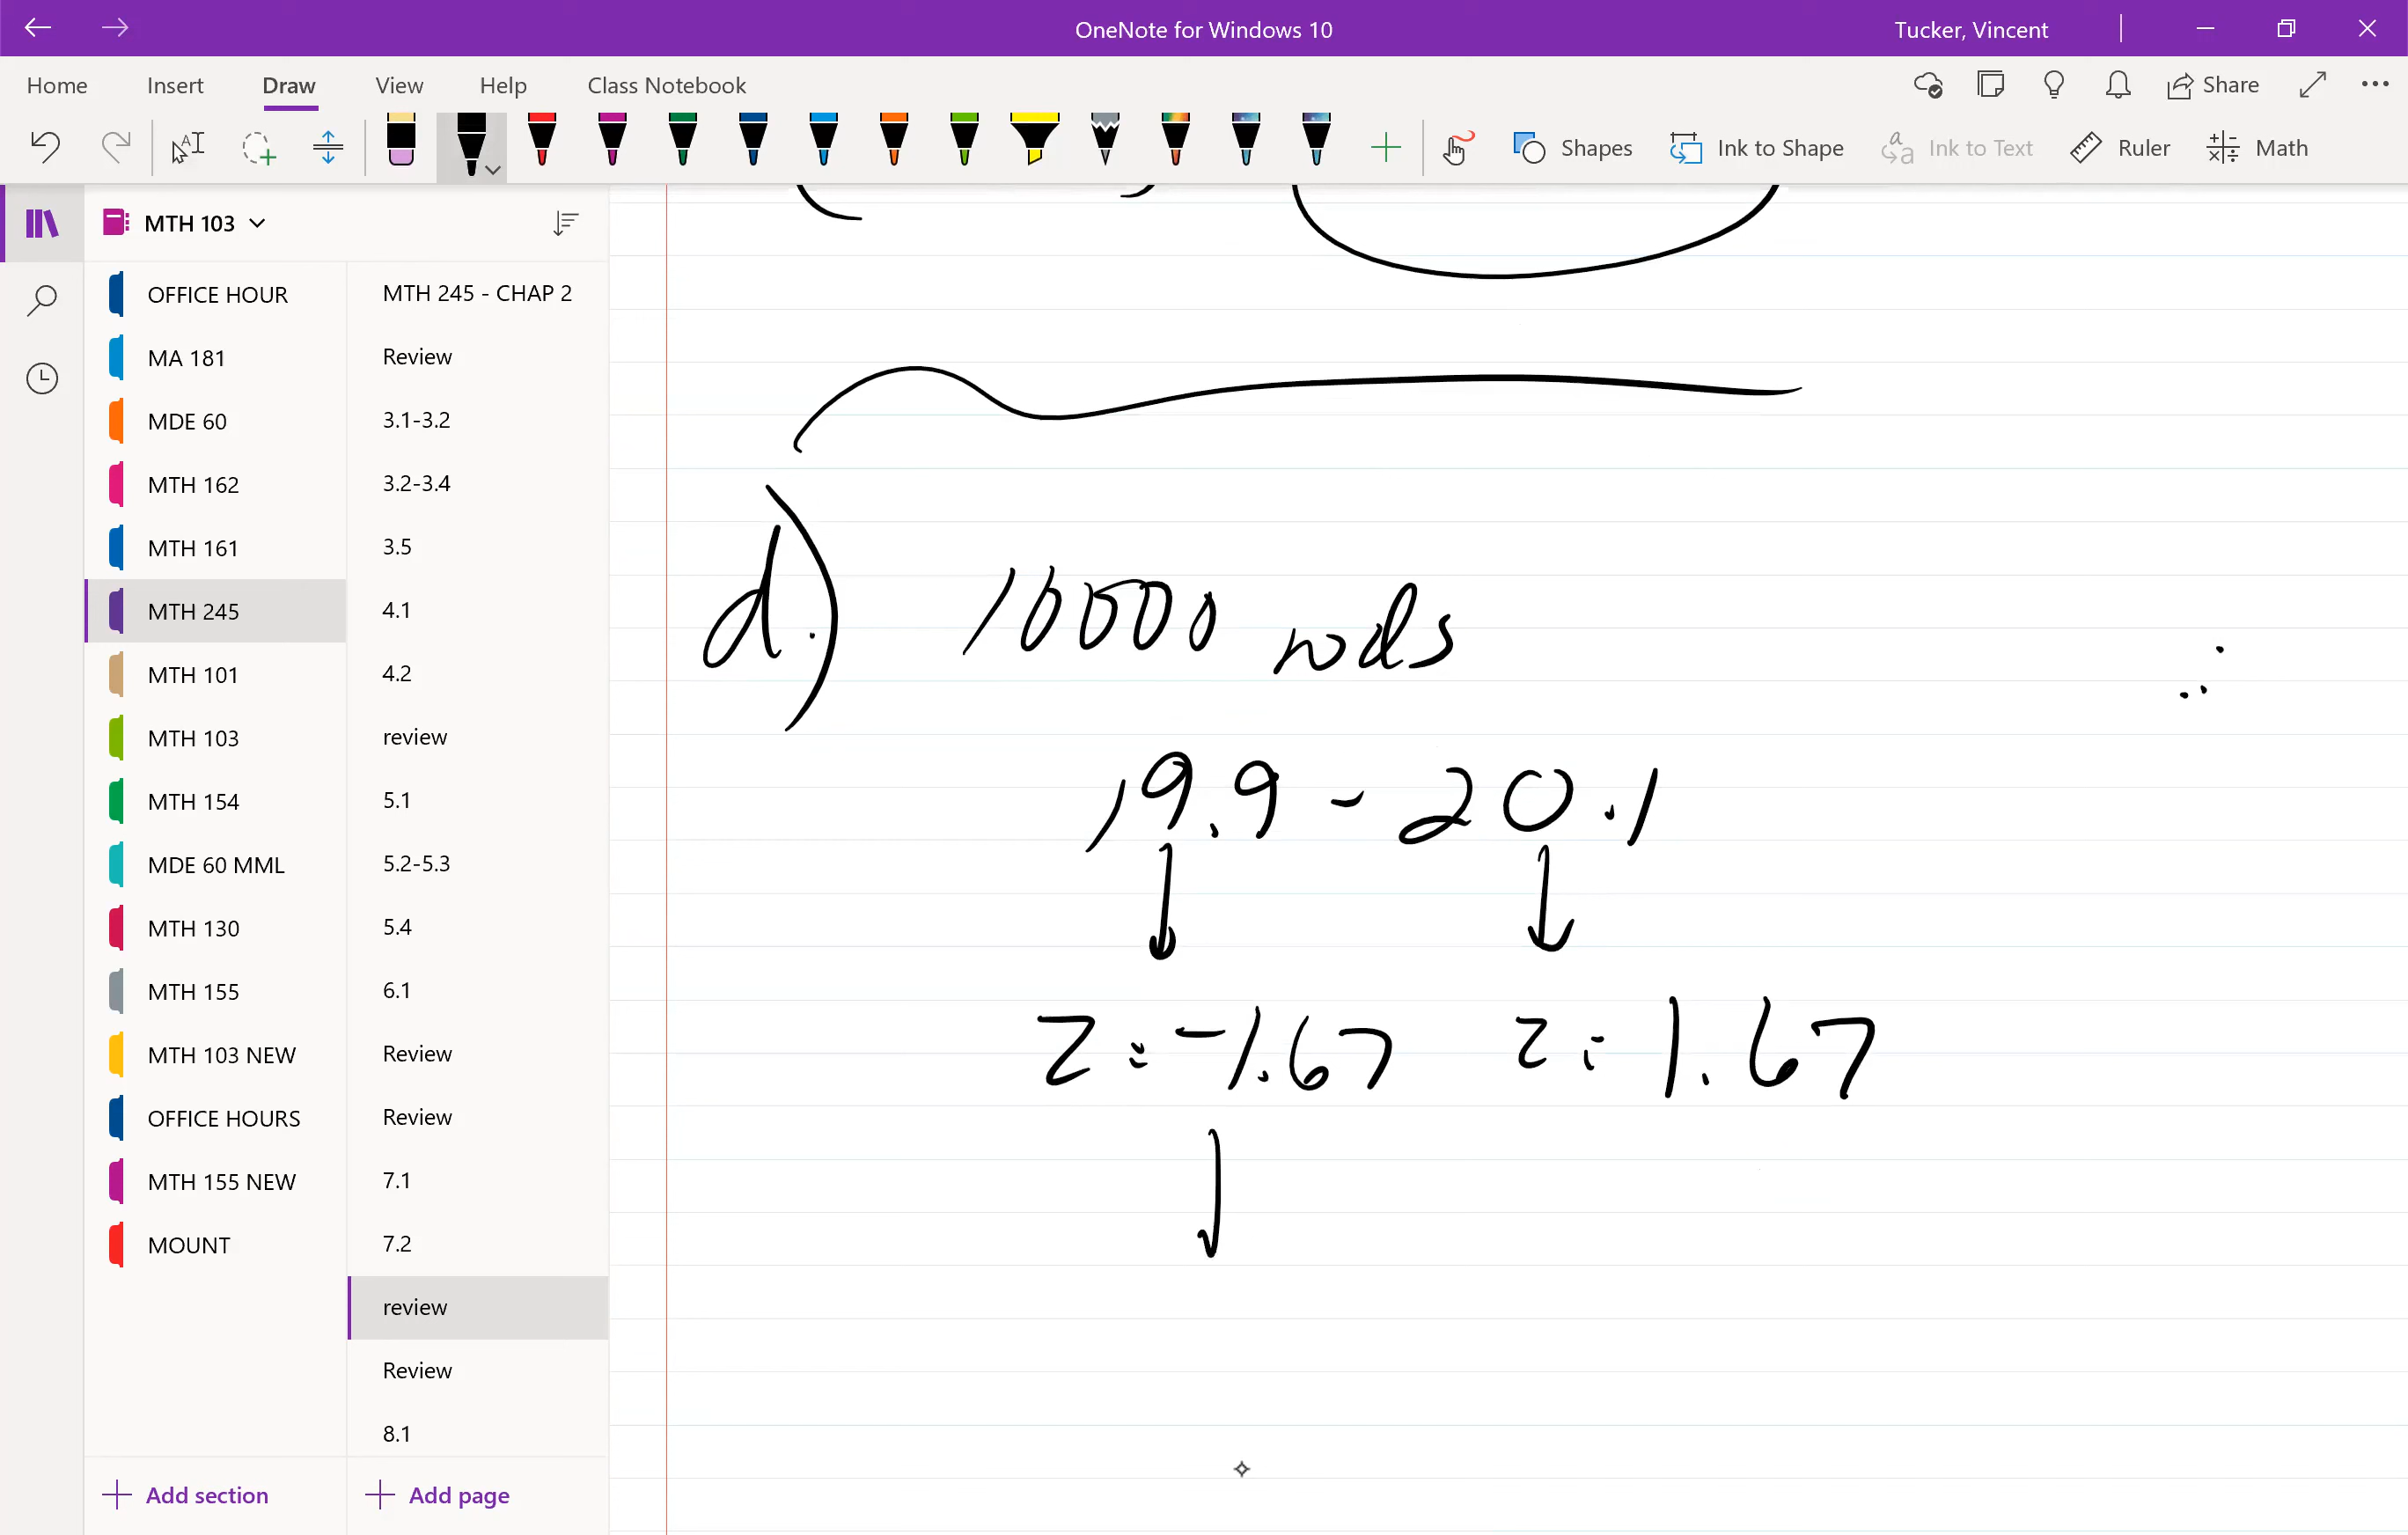 OneNote for Windows 10
Tucker, Vincent
Home Insert Draw View Help Class Notebook
Share
Shapes Ink to Shape Ink to Text Ruler Math
MTH 103
OFFICE HOUR
MA 181
MDE 60
MTH 162
MTH 161
MTH 245
MTH 101
MTH 103
MTH 154
MDE 60 MML
MTH 130
MTH 155
MTH 103 NEW
OFFICE HOURS
MTH 155 NEW
MOUNT
Add section
MTH 245 - CHAP 2
Review
3.1-3.2
3.2-3.4
3.5
4.1
4.2
review
5.1
5.2-5.3
5.4
6.1
Review
Review
7.1
7.2
review
Review
8.1
Add page
d.) 10000 rods
19.9 - 20.1
z = -1.67 z = 1.67